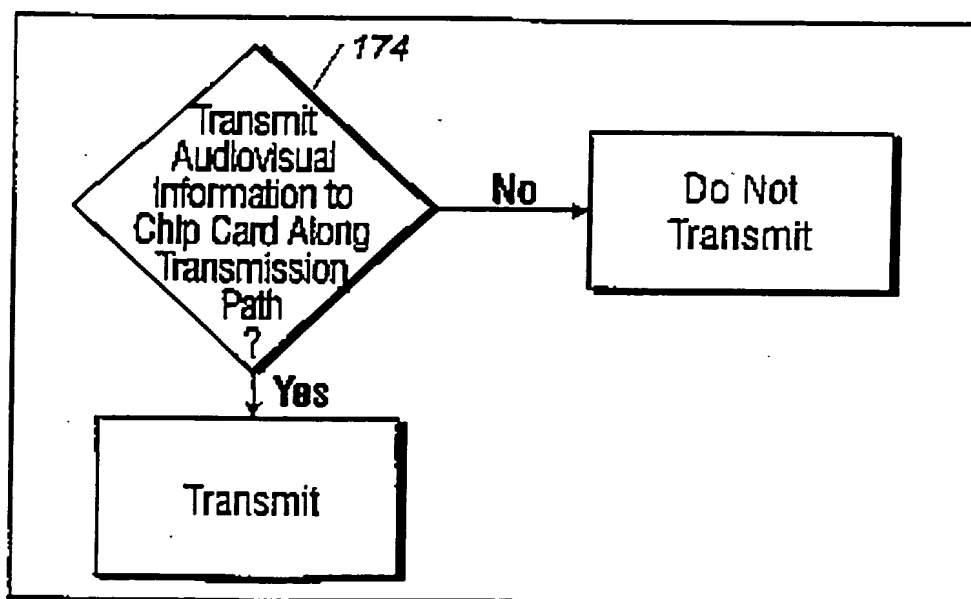 174
Transmit
Audiovisual
Information to
Chip Card Along
Transmission
Path
?
No
Do Not
Transmit
Yes
Transmit